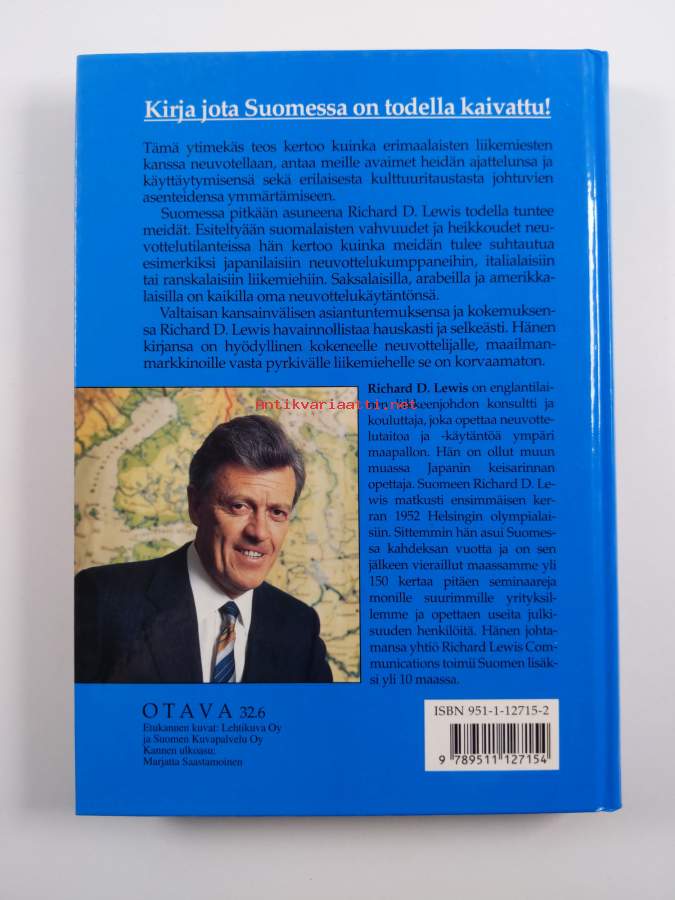 Kirja jota Suomessa on todella kaivattu!
Tämä ytimekäs teos kertoo kuinka erimaalaisten liikemiesten
kanssa neuvotellaan, antaa meille avaimet heidän ajattelunsa ja
käyttäytymisensä sekä erilaisesta kulttuuritaustasta johtuvien
asenteidensa ymmärtämiseen.
Suomessa pitkään asuneena Richard D. Lewis todella tuntee
meidät. Esiteltyään suomalaisten vahvuudet ja heikkoudet neu-
vottelutilanteissa hän kertoo kuinka meidän tulee suhtautua
esimerkiksi japanilaisiin neuvottelukumppaneihin, italialaisiin
tai ranskalaisiin liikemiehiin. Saksalaisilla, arabeilla ja amerikka-
laisilla on kaikilla oma neuvottelukäytäntönsä.
Valtaisan kansainvälisen asiantuntemuksensa ja kokemuksen-
sa Richard D. Lewis havainnollistaa hauskasti ja selkeästi. Hänen
kirjansa on hyödyllinen kokeneelle neuvottelijalle, maailman-
markkinoille vasta pyrkivälle liikemiehelle se on korvaamaton.
Richard D. Lewis on englantilai-
Antikvariaatti.net
liikkeenjohdon konsultti ja
kouluttaja, joka opettaa neuvotte-
lutaitoa ja -käytäntöä ympäri
maapallon. Hän on ollut muun
muassa Japanin keisarinnan
opettaja. Suomeen Richard D. Le-
wis matkusti ensimmäisen ker-
ran 1952 Helsingin olympialai-
siin. Sittemmin hän asui Suomes-
sa kahdeksan vuotta ja on sen
jälkeen vieraillut maassamme yli
150 kertaa pitäen seminaareja
monille suurimmille yrityksil-
lemme ja opettaen useita julki-
suuden henkilöitä. Hänen johta-
mansa yhtiö Richard Lewis Com-
munications toimii Suomen lisäk-
si yli 10 maassa.
OTAVA 32.6
Etukannen kuvat: Lehtikuva Oy
ja Suomen Kuvapalvelu Oy
Kannen ulkoasu:
Marjatta Saastamoinen
ISBN 951-1-12715-2
9 789511 127154